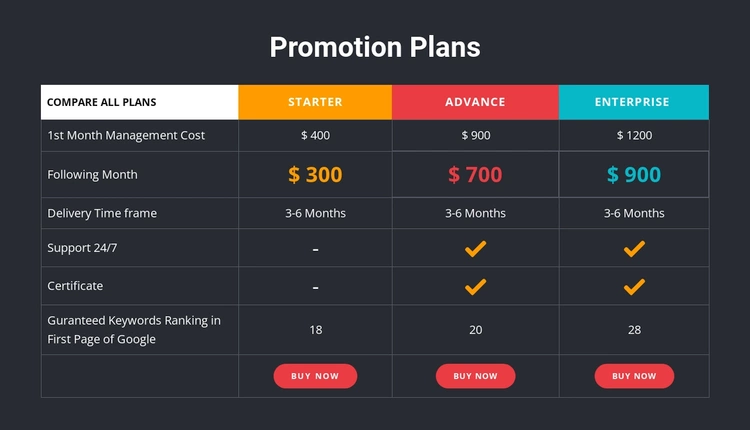 Promotion Plans
COMPARE ALL PLANS STARTER ADVANCE ENTERPRISE
1st Month Management Cost $ 400 $ 900 $ 1200
Following Month $ 300 $ 700 $ 900
Delivery Time frame 3-6 Months 3-6 Months 3-6 Months
Support 24/7 -
Certificate -
Guranteed Keywords Ranking in
First Page of Google 18 20 28
BUY NOW BUY NOW BUY NOW